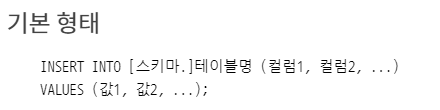 기본 형태
INSERT INTO [스키마.]테이블명 (컬럼1, 컬럼2, ...)
VALUES (값1, 값2, ...);